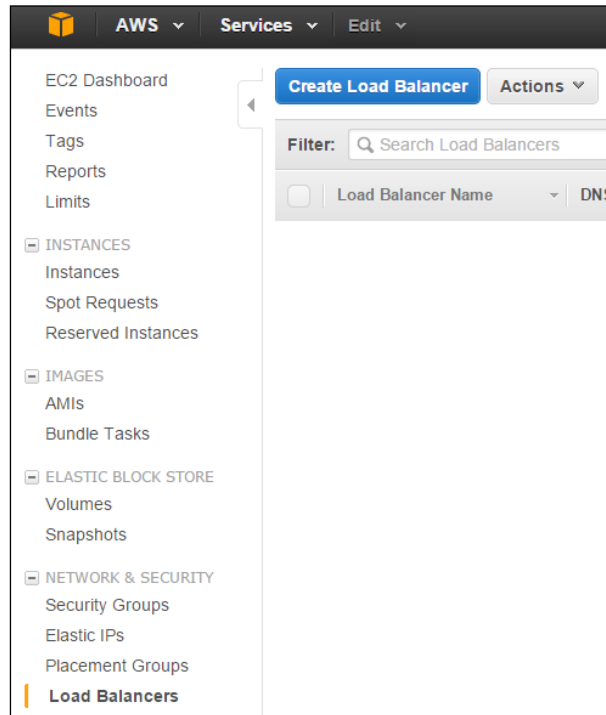 AWS Services Edit
EC2 Dashboard
Events
Tags
Reports
Limits
INSTANCES
Instances
Spot Requests
Reserved Instances
IMAGES
AMIs
Bundle Tasks
ELASTIC BLOCK STORE
Volumes
Snapshots
NETWORK & SECURITY
Security Groups
Elastic IPs
Placement Groups
Load Balancers
Create Load Balancer Actions
Filter: Search Load Balancers
Load Balancer Name DNS